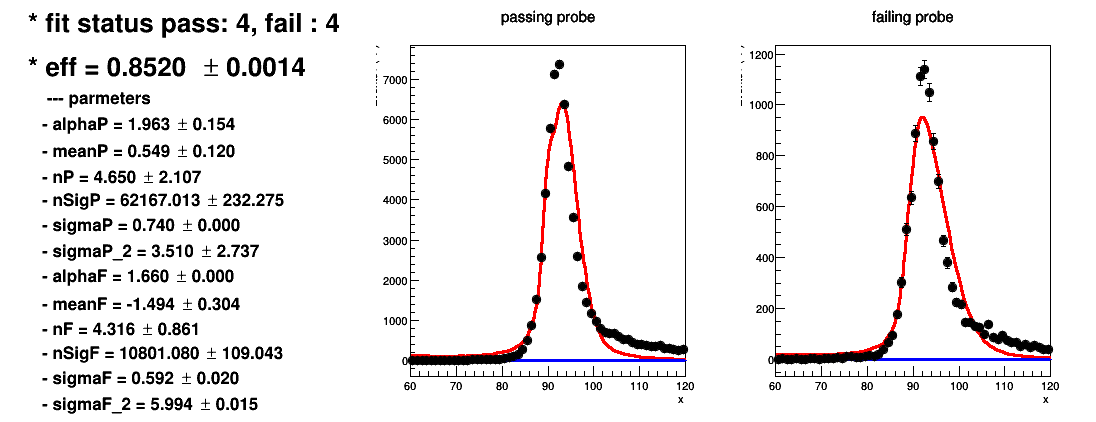 * fit status pass: 4, fail : 4
* eff = 0.8520 ± 0.0014
--- parmeters
- alphaP = 1.963 ± 0.154
- meanP = 0.549 ± 0.120
- nP = 4.650 ± 2.107
- nSigP = 62167.013 ± 232.275
- sigmaP = 0.740 ± 0.000
- sigmaP_2 = 3.510 ± 2.737
- alphaF = 1.660 ± 0.000
- meanF = -1.494 ± 0.304
- nF = 4.316 ± 0.861
- nSigF = 10801.080 ± 109.043
- sigmaF = 0.592 ± 0.020
- sigmaF_2 = 5.994 ± 0.015
passing probe
7000
6000
5000
4000
3000
2000
1000
0
60 70 80 90 100 110 120
x
failing probe
1200
1000
800
600
400
200
0
60 70 80 90 100 110 120
x